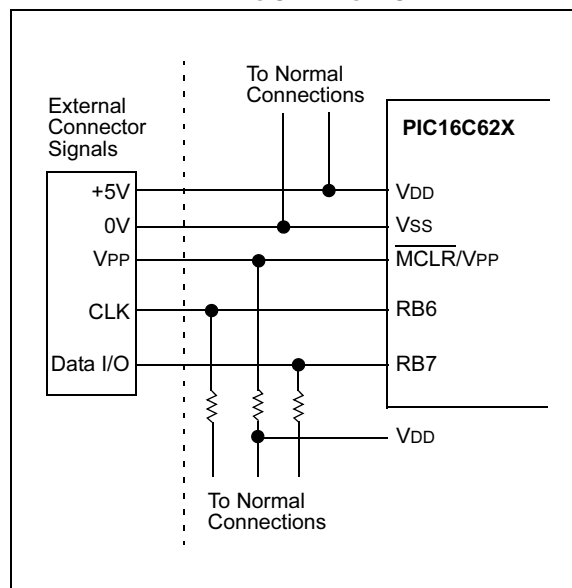 To Normal
Connections
External
Connector
Signals
PIC16C62X
+5V
VDD
0V
VSS
VPP
MCLR/VPP
CLK
RB6
Data I/O
RB7
VDD
To Normal
Connections